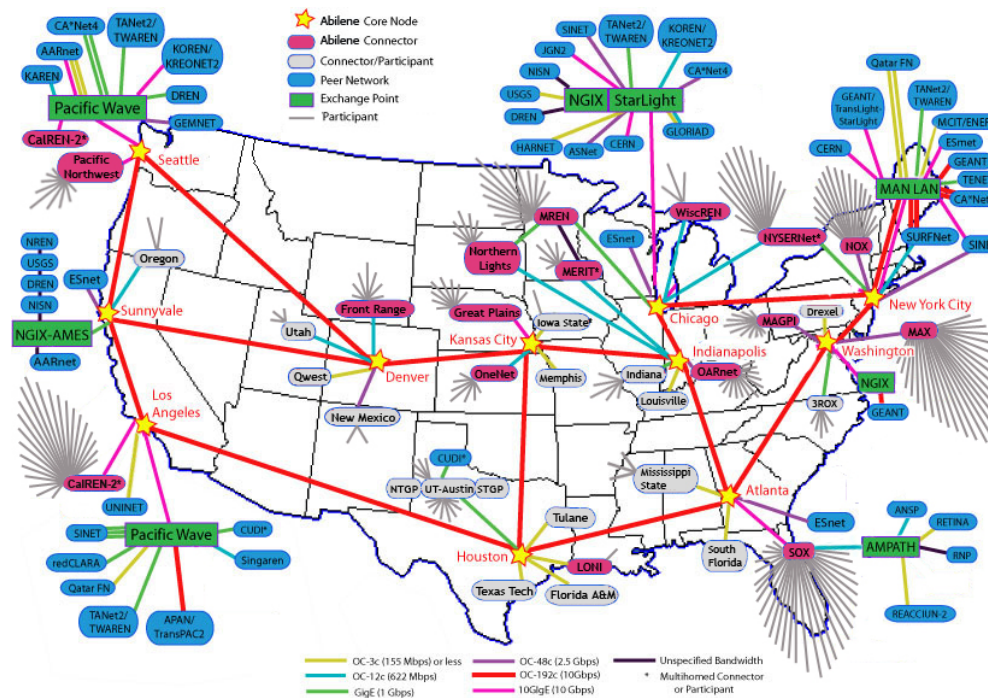 Abilene Core Node
Abilene Connector
Connector/Participant
Peer Network
Exchange Point
Participant
CA*Net4
TANet2/
TWAREN
AARnet
KOREN/
KREONET2
KAREN
DREN
Pacific Wave
GEMNET
CalREN-2*
Pacific
Northwest
Seattle
SINET
TANet2/
TWAREN
KOREN/
KREONET2
JGN2
NISN
CA*Net4
USGS
NGIX
StarLight
DREN
GLORIAD
HARNET
ASNet
CERN
Qatar FN
GEANT/
TransLight-
StarLight
TANet2/
TWAREN
MCIT/ENER
CERN
ESmet
GEANT
MAN LAN
TENET
CA*Net
SURFNet
SINE
NREN
USGS
DREN
NISN
NGIX-AMES
AARnet
ESnet
Oregon
Sunnyvale
MREN
WiscREN
NYSERNet*
NOX
Northern
Lights
MERIT*
ESnet
Front Range
Great Plains
Utah
Iowa State*
Kansas City
Chicago
New York City
Drexel
MAGPI
MAX
Washington
Qwest
Denver
OneNet
Memphis
Indiana
Indianapolis
OARnet
Louisville
NGIX
3ROX
GEANT
New Mexico
Los
Angeles
CalREN-2*
UNINET
CUDI*
NTGP
UT-Austin
STGP
Mississippi
State
Atlanta
ESnet
ANSP
RETINA
SINET
Pacific Wave
CUDI*
redCLARA
Singaren
Qatar FN
TANet2/
TWAREN
APAN/
TransPAC2
Tulane
Houston
LONI
Texas Tech
Florida A&M
South
Florida
SOX
AMPATH
RNP
REACCIUN-2
OC-3c (155 Mbps) or less
OC-12c (622 Mbps)
GigE (1 Gbps)
OC-48c (2.5 Gbps)
OC-192c (10Gbps)
10GigE (10 Gbps)
Unspecified Bandwidth
* Multihomed Connector
or Participant